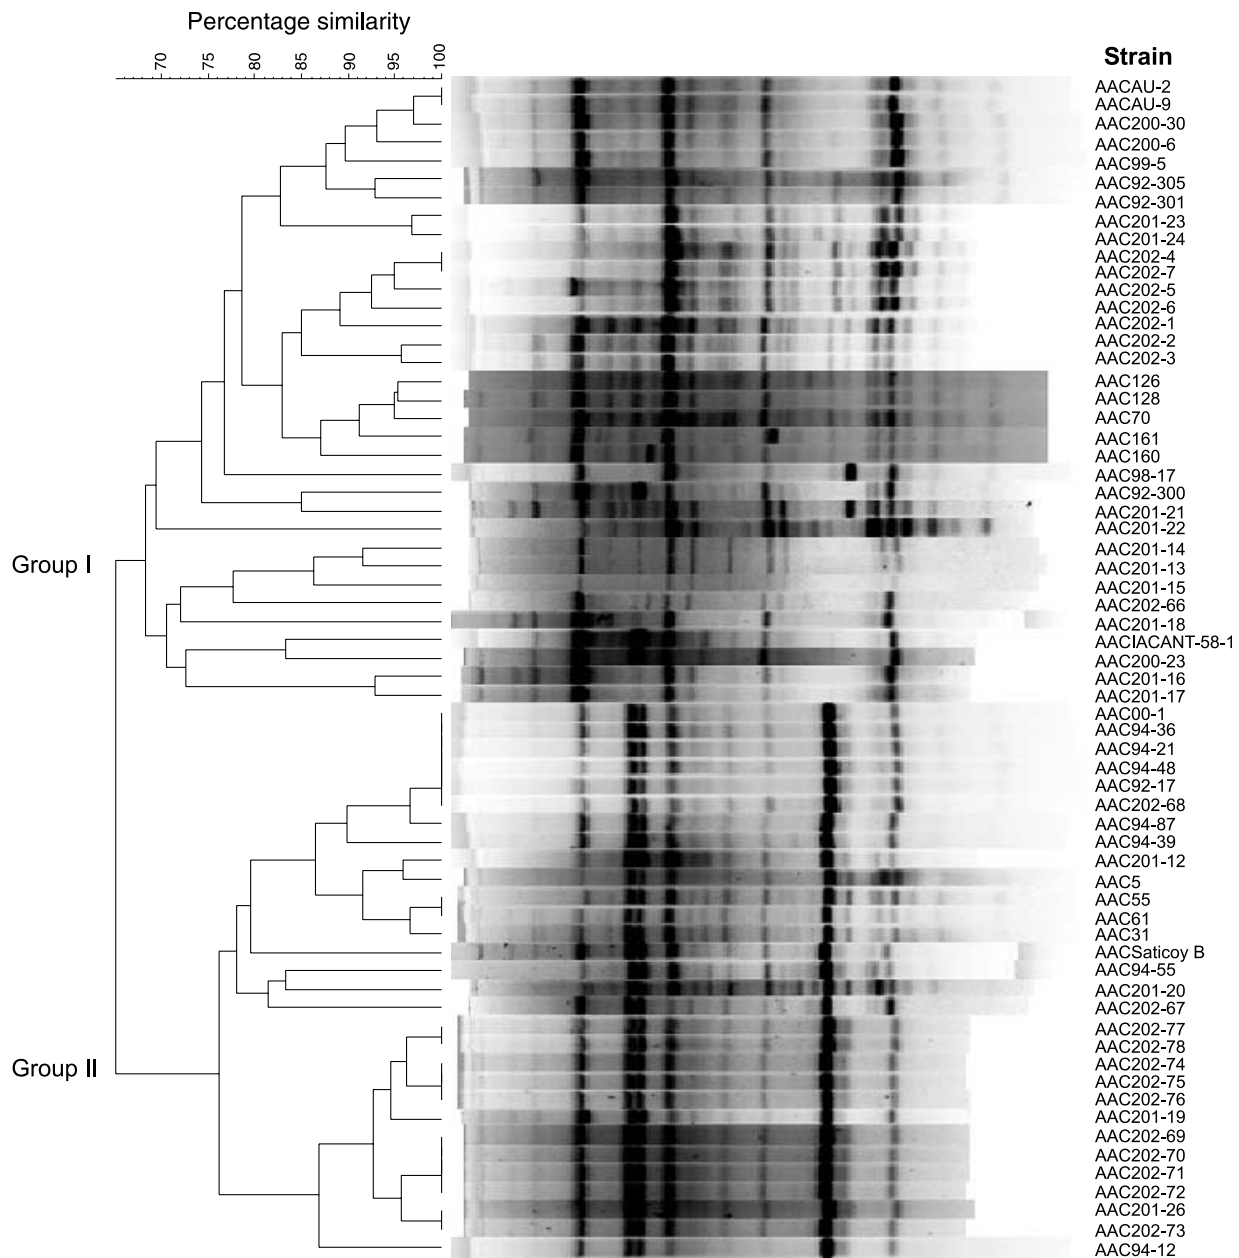 Percentage similarity
70 75 80 85 90 95 100
Strain
AACAU-2
AACAU-9
AAC200-30
AAC200-6
AAC99-5
AAC92-305
AAC92-301
AAC201-23
AAC201-24
AAC202-4
AAC202-7
AAC202-5
AAC202-6
AAC202-1
AAC202-2
AAC202-3
AAC126
AAC128
AAC70
AAC161
AAC160
AAC98-17
AAC92-300
AAC201-21
AAC201-22
AAC201-14
Group I
AAC201-13
AAC201-15
AAC202-66
AAC201-18
AACIACANT-58-1
AAC200-23
AAC201-16
AAC201-17
AAC00-1
AAC94-36
AAC94-21
AAC94-48
AAC92-17
AAC202-68
AAC94-87
AAC94-39
AAC201-12
AAC5
AAC55
AAC61
AAC31
AACSaticoy B
AAC94-55
AAC201-20
AAC202-67
AAC202-77
AAC202-78
AAC202-74
Group II
AAC202-75
AAC202-76
AAC201-19
AAC202-69
AAC202-70
AAC202-71
AAC202-72
AAC201-26
AAC202-73
AAC94-12